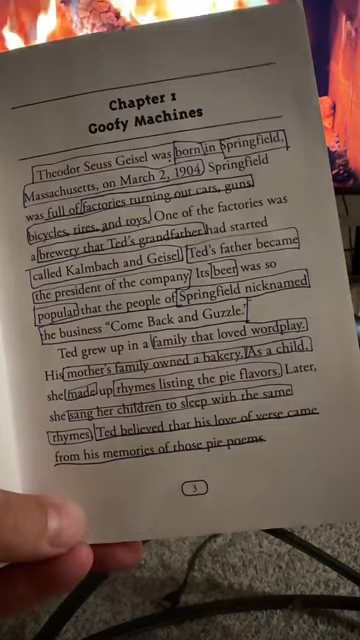 Chapter 1
Goofy Machines
Theodor Seuss Geisel was born in Springfield,
Massachusetts, on March 2, 1904. Springfield
was full of factories turning out cars, guns,
bicycles, tires, and toys. One of the factories was
a brewery that Ted's grandfather had started
called Kalmbach and Geisel. Ted's father became
the president of the company. Its beer was so
popular that the people of Springfield nicknamed
the business "Come Back and Guzzle."
Ted grew up in a family that loved wordplay.
His mother's family owned a bakery. As a child,
she made up rhymes listing the pie flavors. Later,
she sang her children to sleep with the same
rhymes. Ted believed that his love of verse came
from his memories of those pie poems.
3